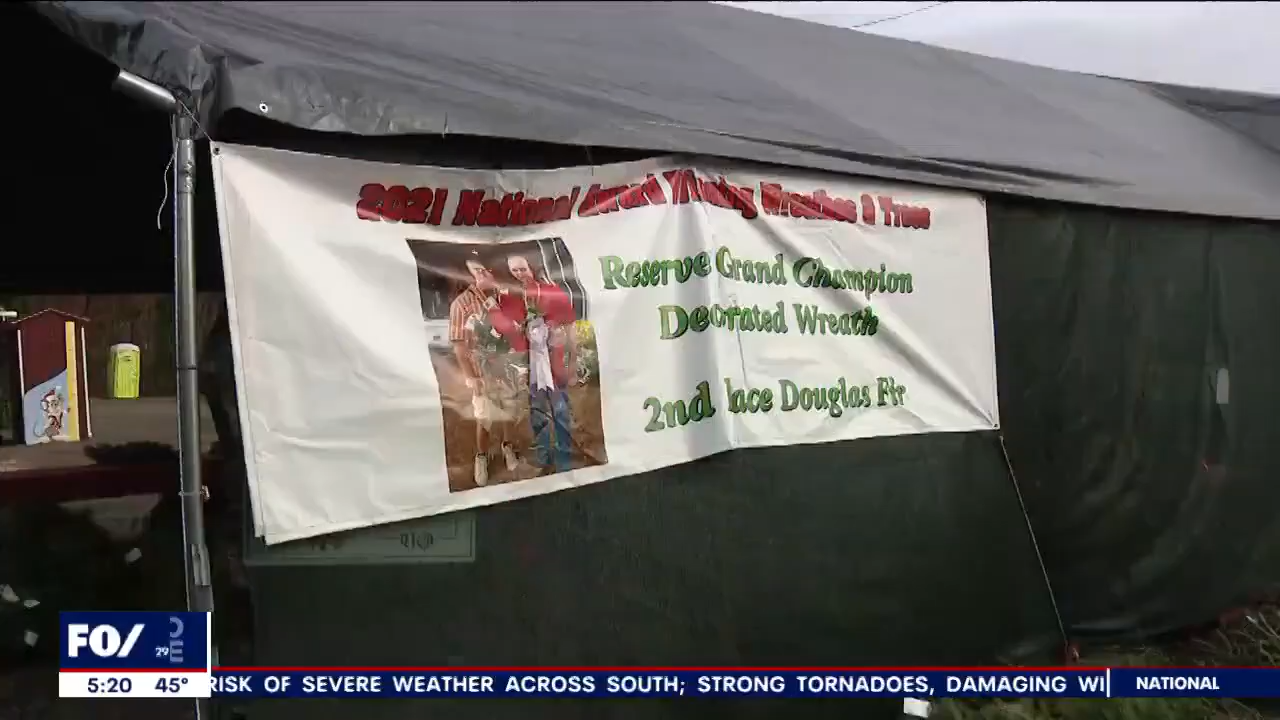 2021 National Award Winning Wreathes & Trees
Reserve Grand Champion
Decorated Wreath
2nd lace Douglas Fir
FOX 29
5:20 45°
RISK OF SEVERE WEATHER ACROSS SOUTH; STRONG TORNADOES, DAMAGING WI
NATIONAL